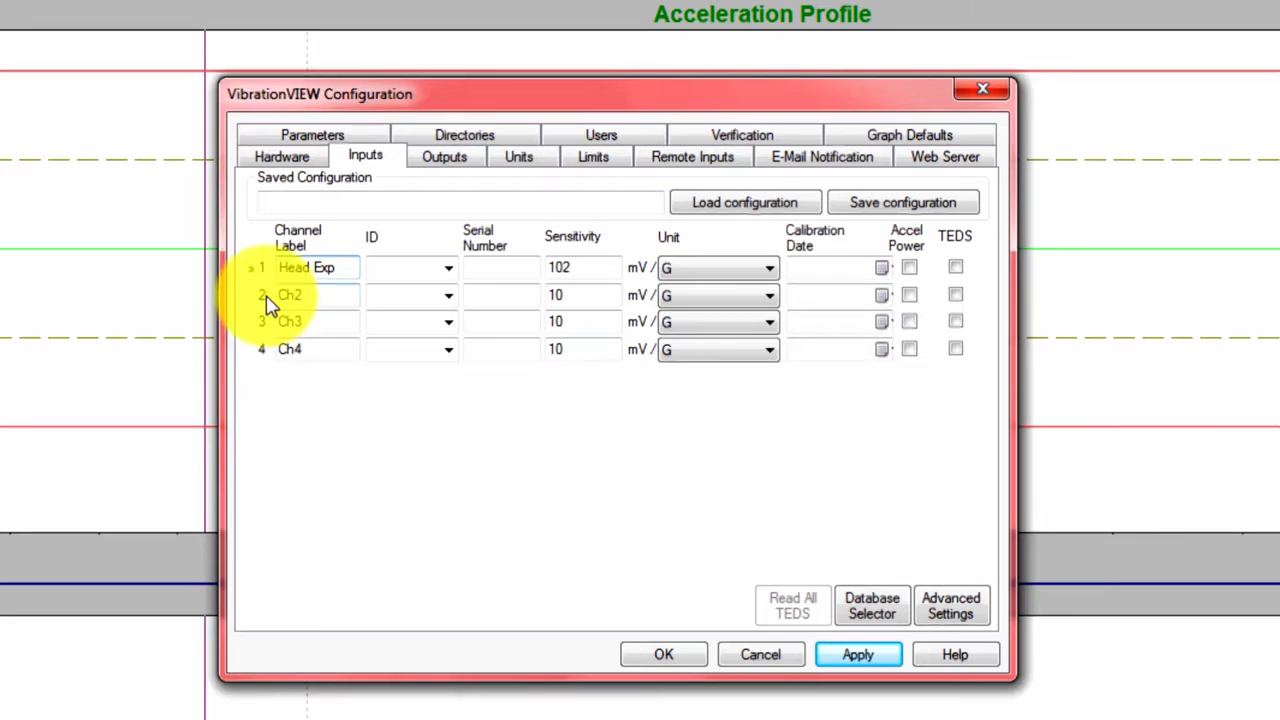 Acceleration Profile
VibrationVIEW Configuration
Parameters Directories Users Verification Graph Defaults
Hardware Inputs Outputs Units Limits Remote Inputs E-Mail Notification Web Server
Saved Configuration
Load configuration Save configuration
Channel Label ID Serial Number Sensitivity Unit Calibration Date Accel Power TEDS
» 1 Head Exp 102 mV / G
2 Ch2 10 mV / G
3 Ch3 10 mV / G
4 Ch4 10 mV / G
Read All TEDS Database Selector Advanced Settings
OK Cancel Apply Help